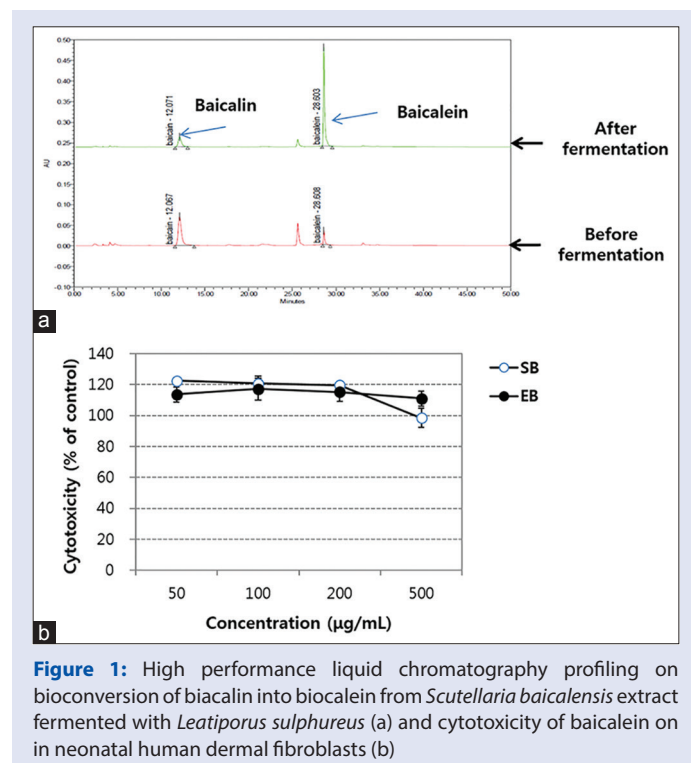 0.50
0.45
0.40
0.35
0.30
0.25
0.20
0.15
0.10
0.05
0.00
-0.05
-0.10
AU
baicain - 12.071
Baicalin
baicalein - 28.603
Baicalein
After
fermentation
baicain - 12.067
baicalein - 28.608
Before
fermentation
0.00 5.00 10.00 15.00 20.00 25.00 30.00 35.00 40.00 45.00 50.00
Minutes
a
140
120
100
80
60
40
20
0
Cytotoxicity (% of control)
SB
EB
50 100 200 500
Concentration (µg/mL)
b
Figure 1: High performance liquid chromatography profiling on
bioconversion of biacalin into biocalein from Scutellaria baicalensis extract
fermented with Leatiporus sulphureus (a) and cytotoxicity of baicalein on
in neonatal human dermal fibroblasts (b)